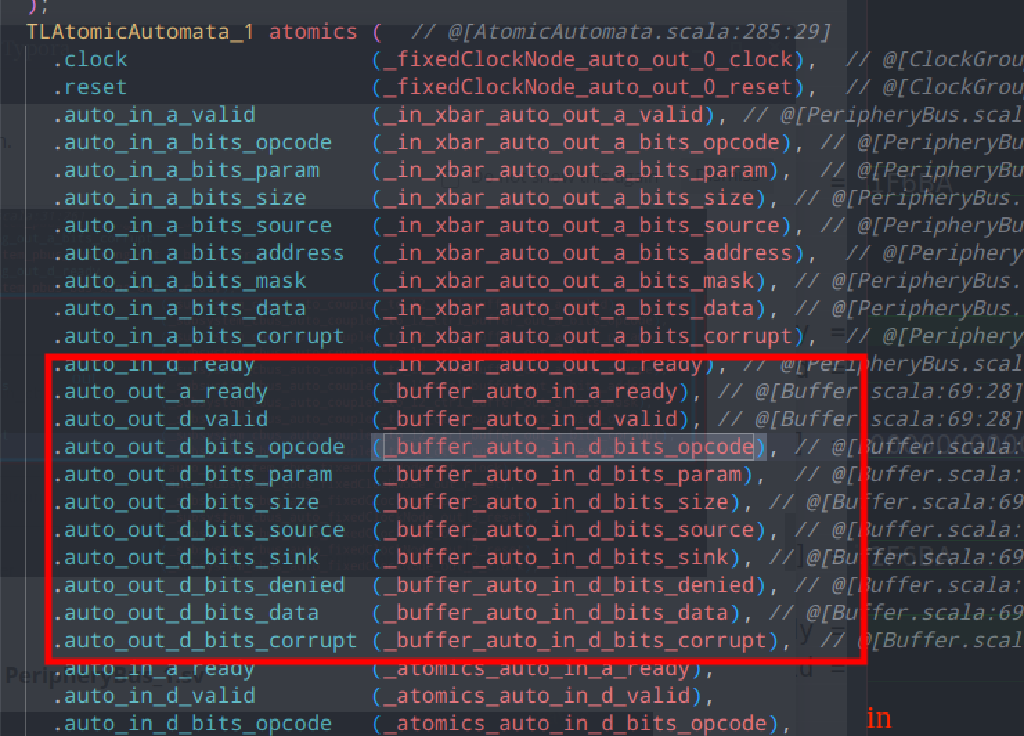 );
TLAtomicAutomata_1 atomics ( // @[AtomicAutomata.scala:285:29]
.clock (_fixedClockNode_auto_out_0_clock), // @[ClockGrou
.reset (_fixedClockNode_auto_out_0_reset), // @[ClockGrou
.auto_in_a_valid (_in_xbar_auto_out_a_valid), // @[PeripheryBus.scal
.auto_in_a_bits_opcode (_in_xbar_auto_out_a_bits_opcode), // @[PeripheryBu
.auto_in_a_bits_param (_in_xbar_auto_out_a_bits_param), // @[PeripheryBu
.auto_in_a_bits_size (_in_xbar_auto_out_a_bits_size), // @[PeripheryBus.
.auto_in_a_bits_source (_in_xbar_auto_out_a_bits_source), // @[PeripheryBu
.auto_in_a_bits_address (_in_xbar_auto_out_a_bits_address), // @[Periphery
.auto_in_a_bits_mask (_in_xbar_auto_out_a_bits_mask), // @[PeripheryBus.
.auto_in_a_bits_data (_in_xbar_auto_out_a_bits_data), // @[PeripheryBus.
.auto_in_a_bits_corrupt (_in_xbar_auto_out_a_bits_corrupt), // @[Periphery
.auto_in_d_ready (_in_xbar_auto_out_d_ready), // @[PeripheryBus.scal
.auto_out_a_ready (_buffer_auto_in_a_ready), // @[Buffer.scala:69:28]
.auto_out_d_valid (_buffer_auto_in_d_valid), // @[Buffer.scala:69:28]
.auto_out_d_bits_opcode (_buffer_auto_in_d_bits_opcode), // @[Buffer.scala:
.auto_out_d_bits_param (_buffer_auto_in_d_bits_param), // @[Buffer.scala:
.auto_out_d_bits_size (_buffer_auto_in_d_bits_size), // @[Buffer.scala:69
.auto_out_d_bits_source (_buffer_auto_in_d_bits_source), // @[Buffer.scala:
.auto_out_d_bits_sink (_buffer_auto_in_d_bits_sink), // @[Buffer.scala:69
.auto_out_d_bits_denied (_buffer_auto_in_d_bits_denied), // @[Buffer.scala:
.auto_out_d_bits_data (_buffer_auto_in_d_bits_data), // @[Buffer.scala:69
.auto_out_d_bits_corrupt (_buffer_auto_in_d_bits_corrupt), // @[Buffer.scal
.auto_in_a_ready (_atomics_auto_in_a_ready),
.auto_in_d_valid (_atomics_auto_in_d_valid),
.auto_in_d_bits_opcode (_atomics_auto_in_d_bits_opcode),
in